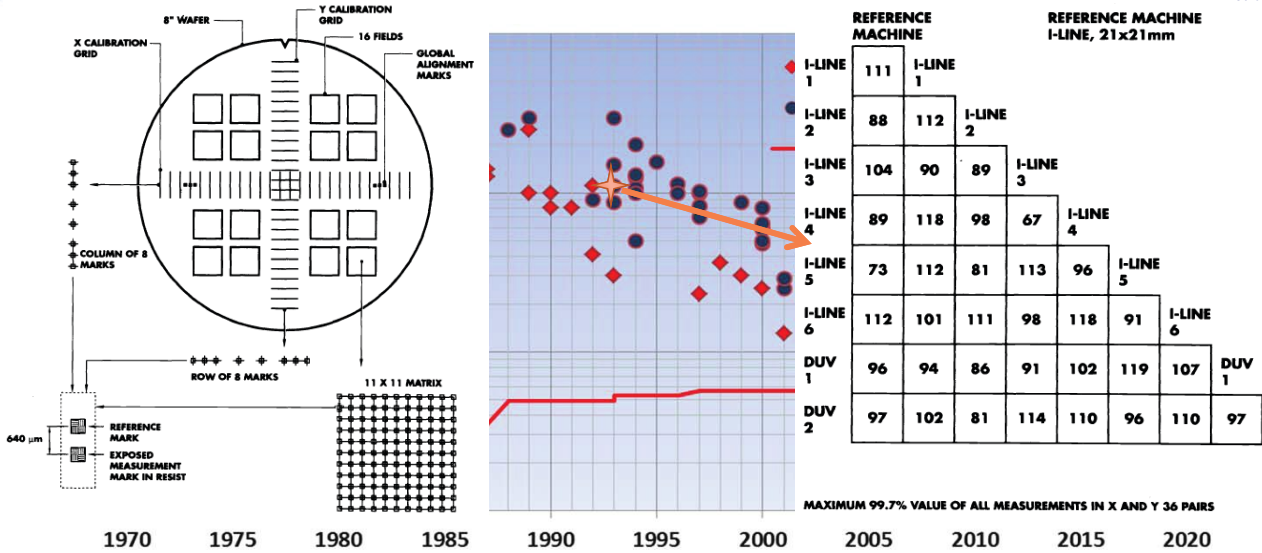 8" WAFER
Y CALIBRATION
GRID
X CALIBRATION
GRID
16 FIELDS
GLOBAL
ALIGNMENT
MARKS
COLUMN OF 8
MARKS
ROW OF 8 MARKS
11 X 11 MATRIX
640 µm
REFERENCE
MARK
EXPOSED
MEASUREMENT
MARK IN RESIST
REFERENCE
MACHINE
REFERENCE MACHINE
I-LINE, 21x21mm
I-LINE
1
111
I-LINE
1
I-LINE
2
88 112
I-LINE
2
I-LINE
3
104 90 89
I-LINE
3
I-LINE
4
89 118 98 67
I-LINE
4
I-LINE
5
73 112 81 113 96
I-LINE
5
I-LINE
6
112 101 111 98 118 91
I-LINE
6
DUV
1
96 94 86 91 102 119 107
DUV
1
DUV
2
97 102 81 114 110 96 110 97
MAXIMUM 99.7% VALUE OF ALL MEASUREMENTS IN X AND Y 36 PAIRS
1970 1975 1980 1985 1990 1995 2000 2005 2010 2015 2020